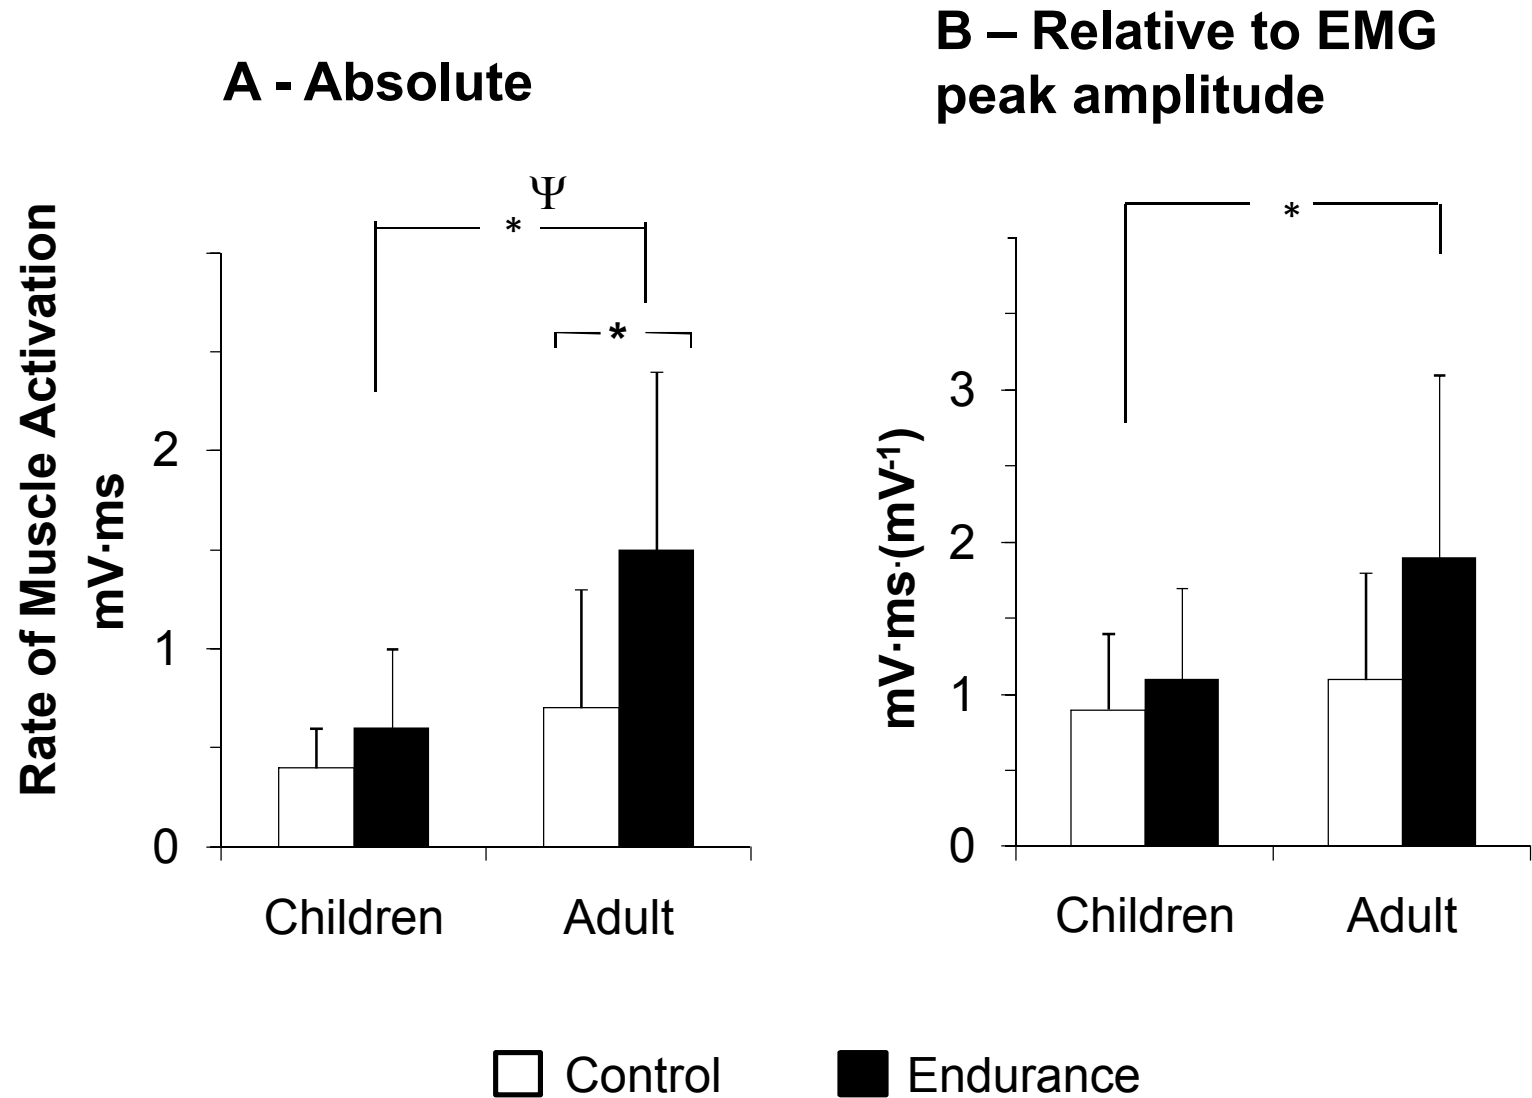 A - Absolute
B – Relative to EMG
peak amplitude
Rate of Muscle Activation
mV·ms
Ψ
*
*
2
1
0
Children Adult
mV·ms·(mV-1)
*
3
2
1
0
Children Adult
Control Endurance